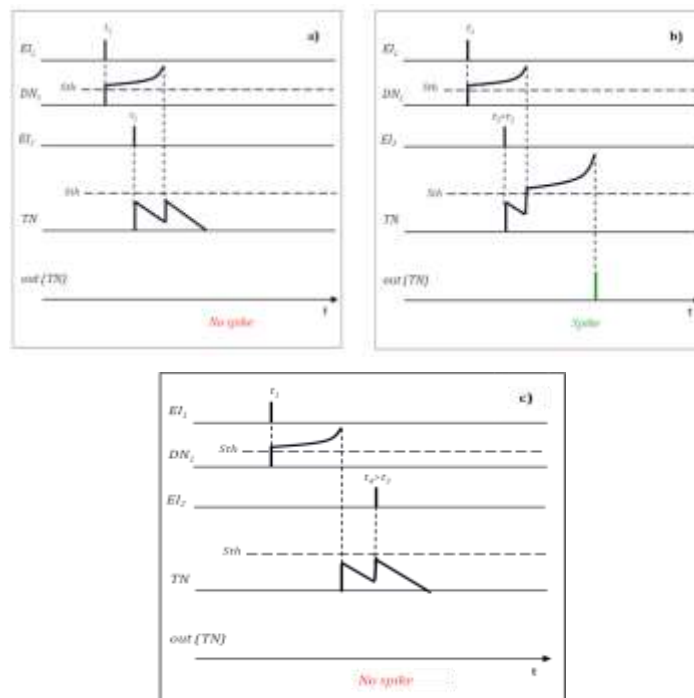 a)
EI₁
Sth
DN₁
EI₂
Sth
TN
out(TN)
t
No spike
b)
EI₁
Sth
DN₁
EI₂
Sth
TN
out(TN)
t
Spike
t₁
c)
EI₁
Sth
DN₁
EI₂
Sth
TN
out(TN)
t
No spike